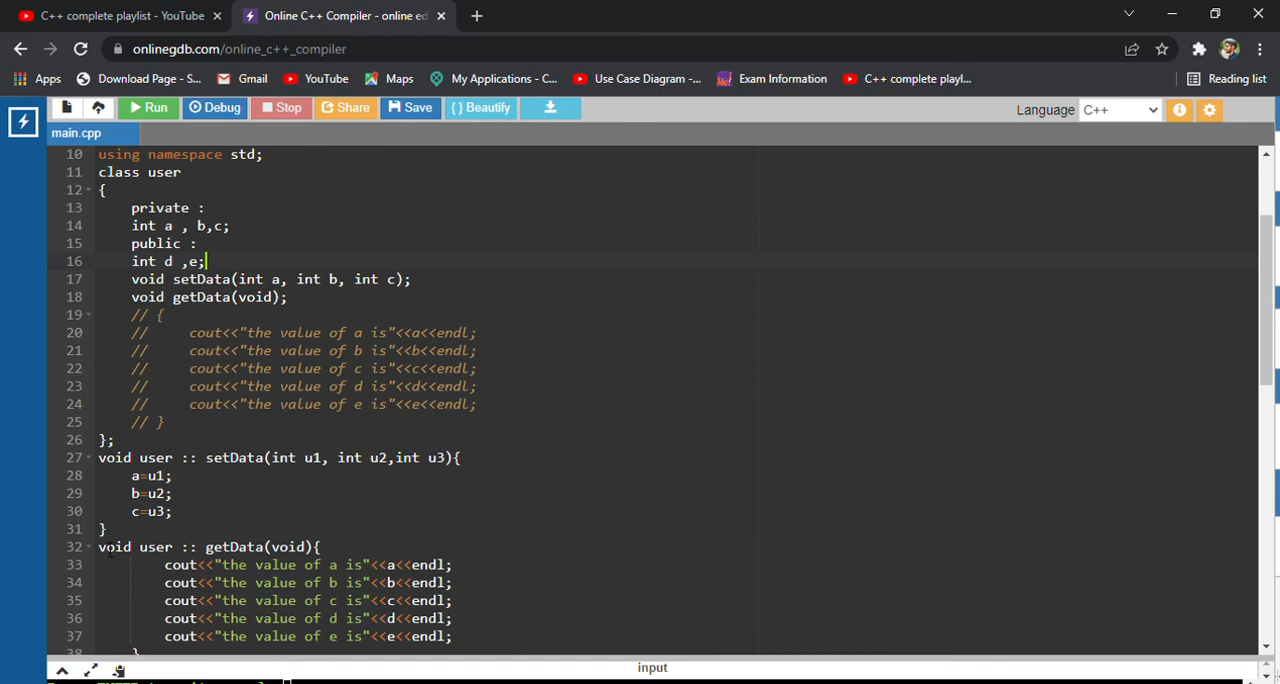 C++ complete playlist - YouTube
Online C++ Compiler - online ed
onlinegdb.com/online_c++_compiler
Apps Download Page - S... Gmail YouTube Maps My Applications - C... Use Case Diagram -... Exam Information C++ complete playl... Reading list
Run Debug Stop Share Save {} Beautify Language C++
main.cpp
10 using namespace std;
11 class user
12 {
13 private :
14 int a , b,c;
15 public :
16 int d ,e;
17 void setData(int a, int b, int c);
18 void getData(void);
19 // {
20 // cout<<"the value of a is"<<a<<endl;
21 // cout<<"the value of b is"<<b<<endl;
22 // cout<<"the value of c is"<<c<<endl;
23 // cout<<"the value of d is"<<d<<endl;
24 // cout<<"the value of e is"<<e<<endl;
25 // }
26 };
27 void user :: setData(int u1, int u2,int u3){
28 a=u1;
29 b=u2;
30 c=u3;
31 }
32 void user :: getData(void){
33 cout<<"the value of a is"<<a<<endl;
34 cout<<"the value of b is"<<b<<endl;
35 cout<<"the value of c is"<<c<<endl;
36 cout<<"the value of d is"<<d<<endl;
37 cout<<"the value of e is"<<e<<endl;
38 }
input